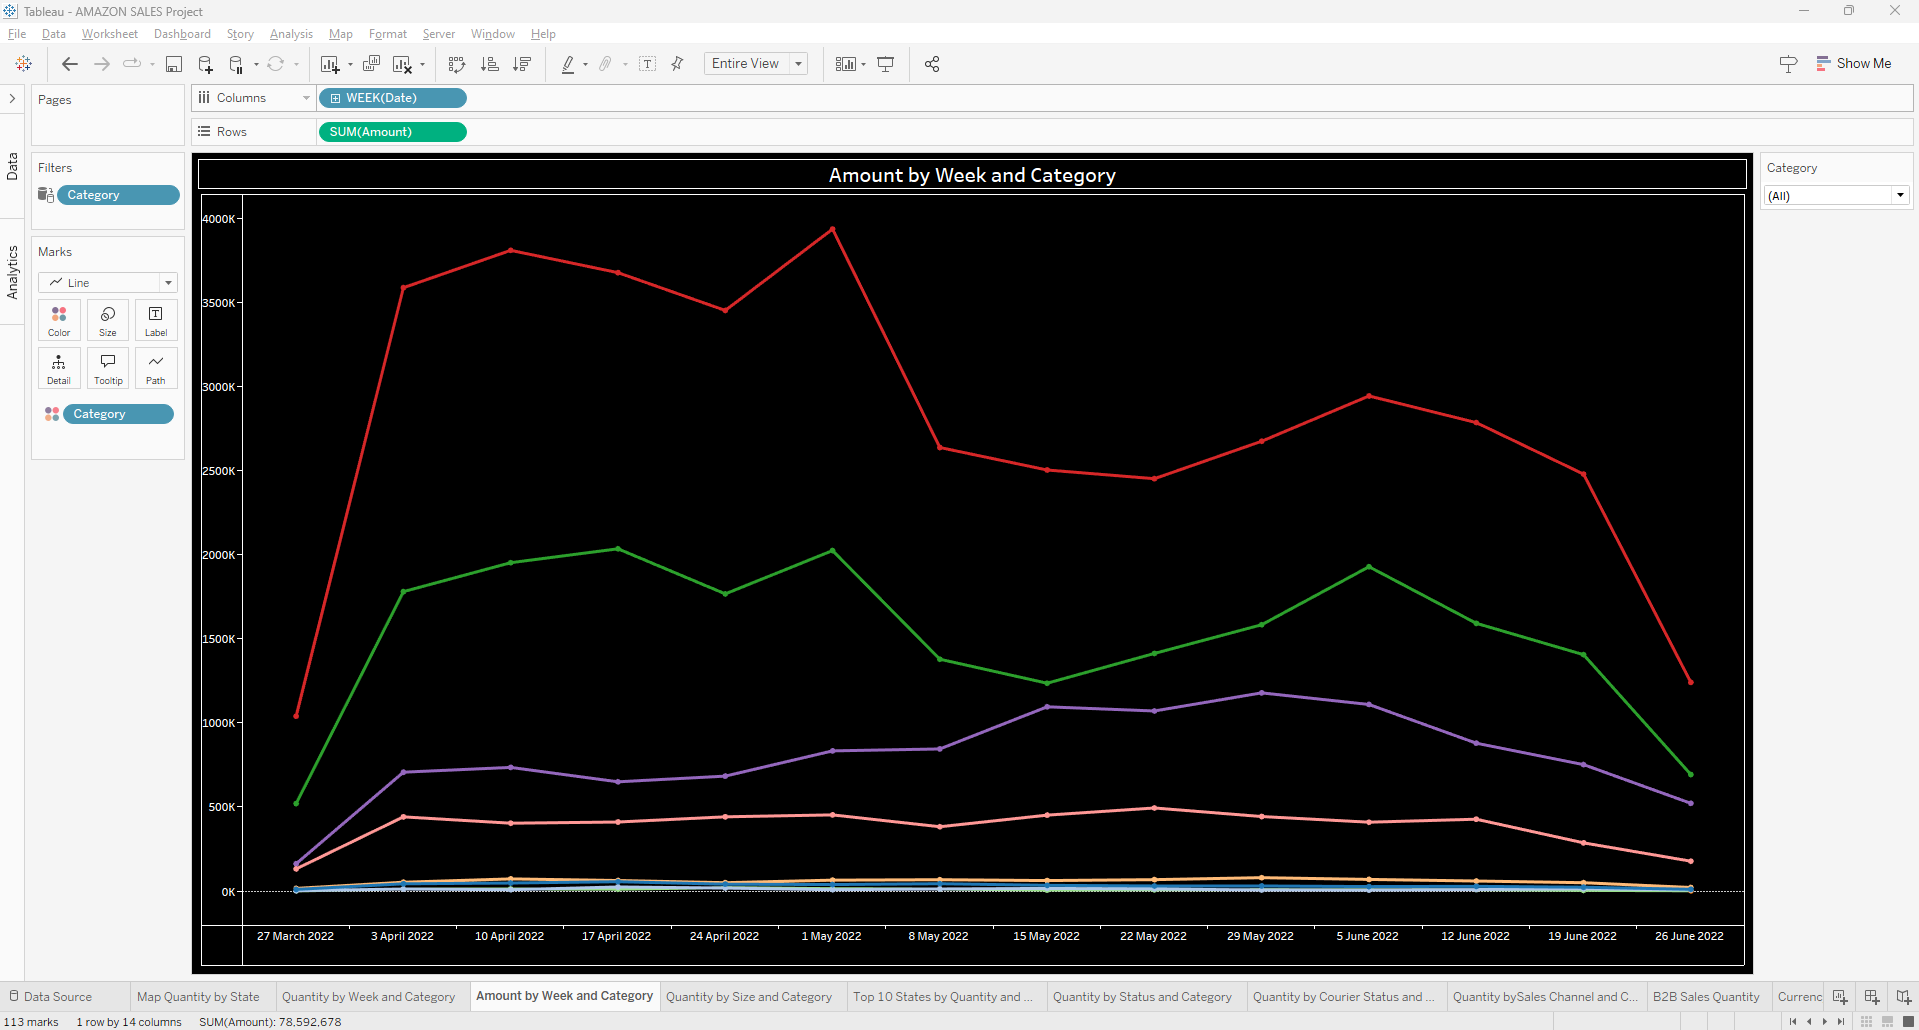 Tableau - AMAZON SALES Project
File Data Worksheet Dashboard Story Analysis Map Format Server Window Help
Entire View
Show Me
Pages
Columns
WEEK(Date)
Rows
SUM(Amount)
Data
Analytics
Filters
Category
Marks
Line
Color Size Label
Detail Tooltip Path
Category
Amount by Week and Category
4000K
3500K
3000K
2500K
2000K
1500K
1000K
500K
0K
27 March 2022 3 April 2022 10 April 2022 17 April 2022 24 April 2022 1 May 2022 8 May 2022 15 May 2022 22 May 2022 29 May 2022 5 June 2022 12 June 2022 19 June 2022 26 June 2022
Category
(All)
Data Source Map Quantity by State Quantity by Week and Category Amount by Week and Category Quantity by Size and Category Top 10 States by Quantity and ... Quantity by Status and Category Quantity by Courier Status and ... Quantity bySales Channel and C... B2B Sales Quantity Currenc
113 marks 1 row by 14 columns SUM(Amount): 78,592,678